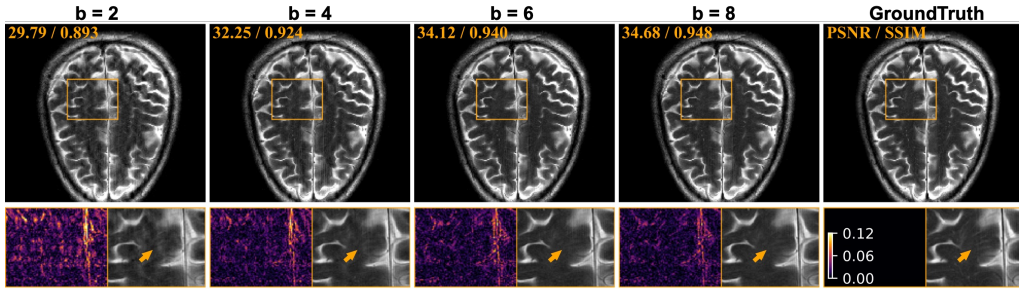 b = 2
b = 4
b = 6
b = 8
GroundTruth
29.79 / 0.893
32.25 / 0.924
34.12 / 0.940
34.68 / 0.948
PSNR / SSIM
0.12
0.06
0.00